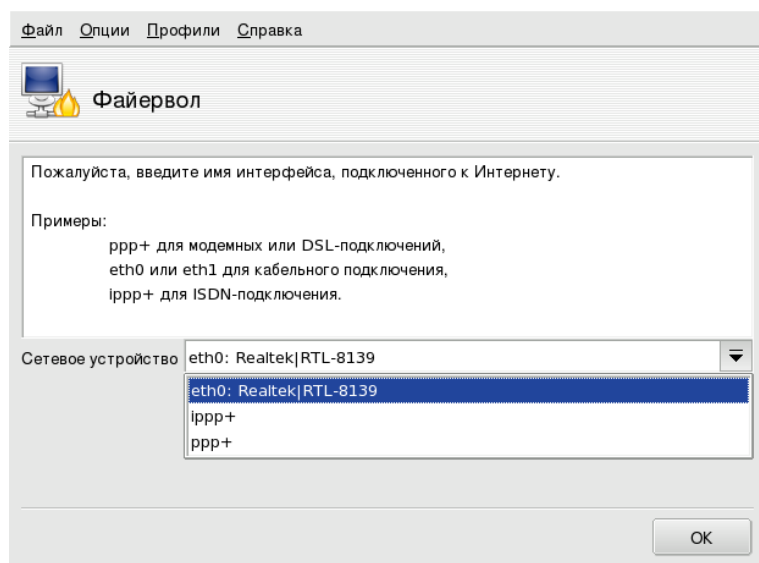 Файл Опции Профили Справка
Файервол
Пожалуйста, введите имя интерфейса, подключенного к Интернету.
Примеры:
ppp+ для модемных или DSL-подключений,
eth0 или eth1 для кабельного подключения,
ippp+ для ISDN-подключения.
Сетевое устройство eth0: Realtek|RTL-8139
eth0: Realtek|RTL-8139
ippp+
ppp+
OK